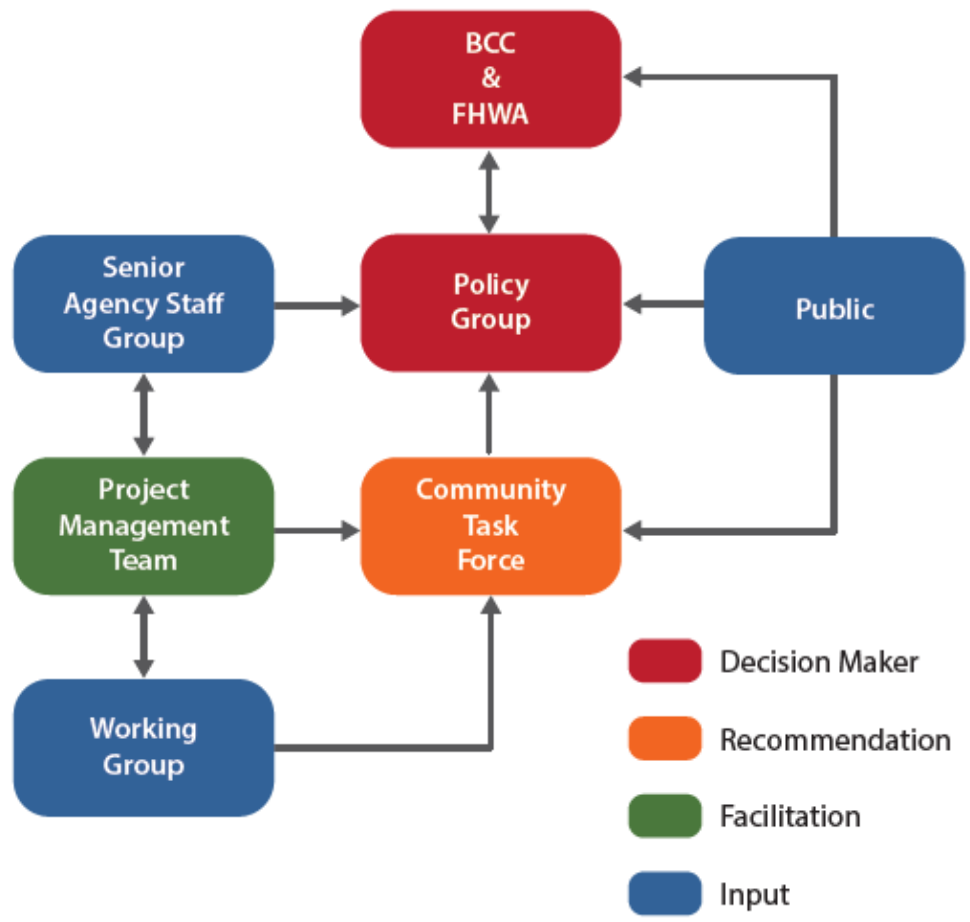 BCC
&
FHWA
Senior
Agency Staff
Group
Policy
Group
Public
Project
Management
Team
Community
Task
Force
Working
Group
Decision Maker
Recommendation
Facilitation
Input